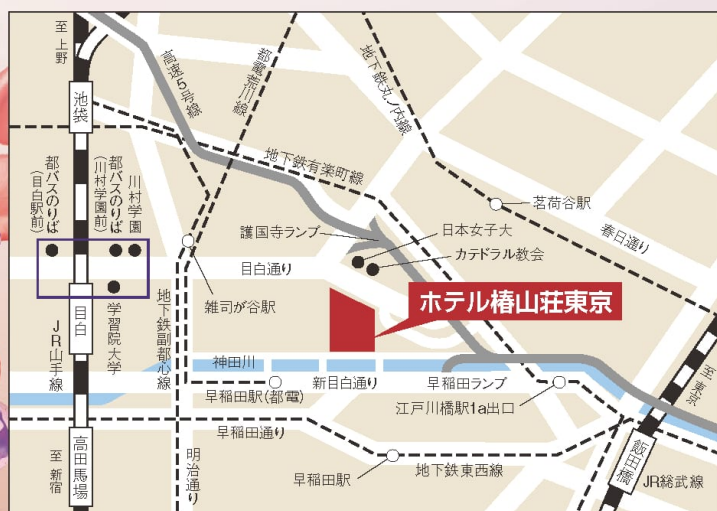 至 上野
池袋
高速5号線
都電荒川線
地下鉄丸ノ内線
地下鉄有楽町線
都バスのりば
(目白駅前)
都バスのりば
(川村学園前)
川村学園
護国寺ランプ
日本女子大
カテドラル教会
茗荷谷駅
春日通り
目白通り
雑司が谷駅
ホテル椿山荘東京
目白
学習院大学
JR山手線
地下鉄副都心線
神田川
新目白通り
早稲田ランプ
早稲田駅(都電)
江戸川橋駅1a出口
至 東京
早稲田通り
高田馬場
至 新宿
明治通り
早稲田駅
地下鉄東西線
飯田橋
JR総武線